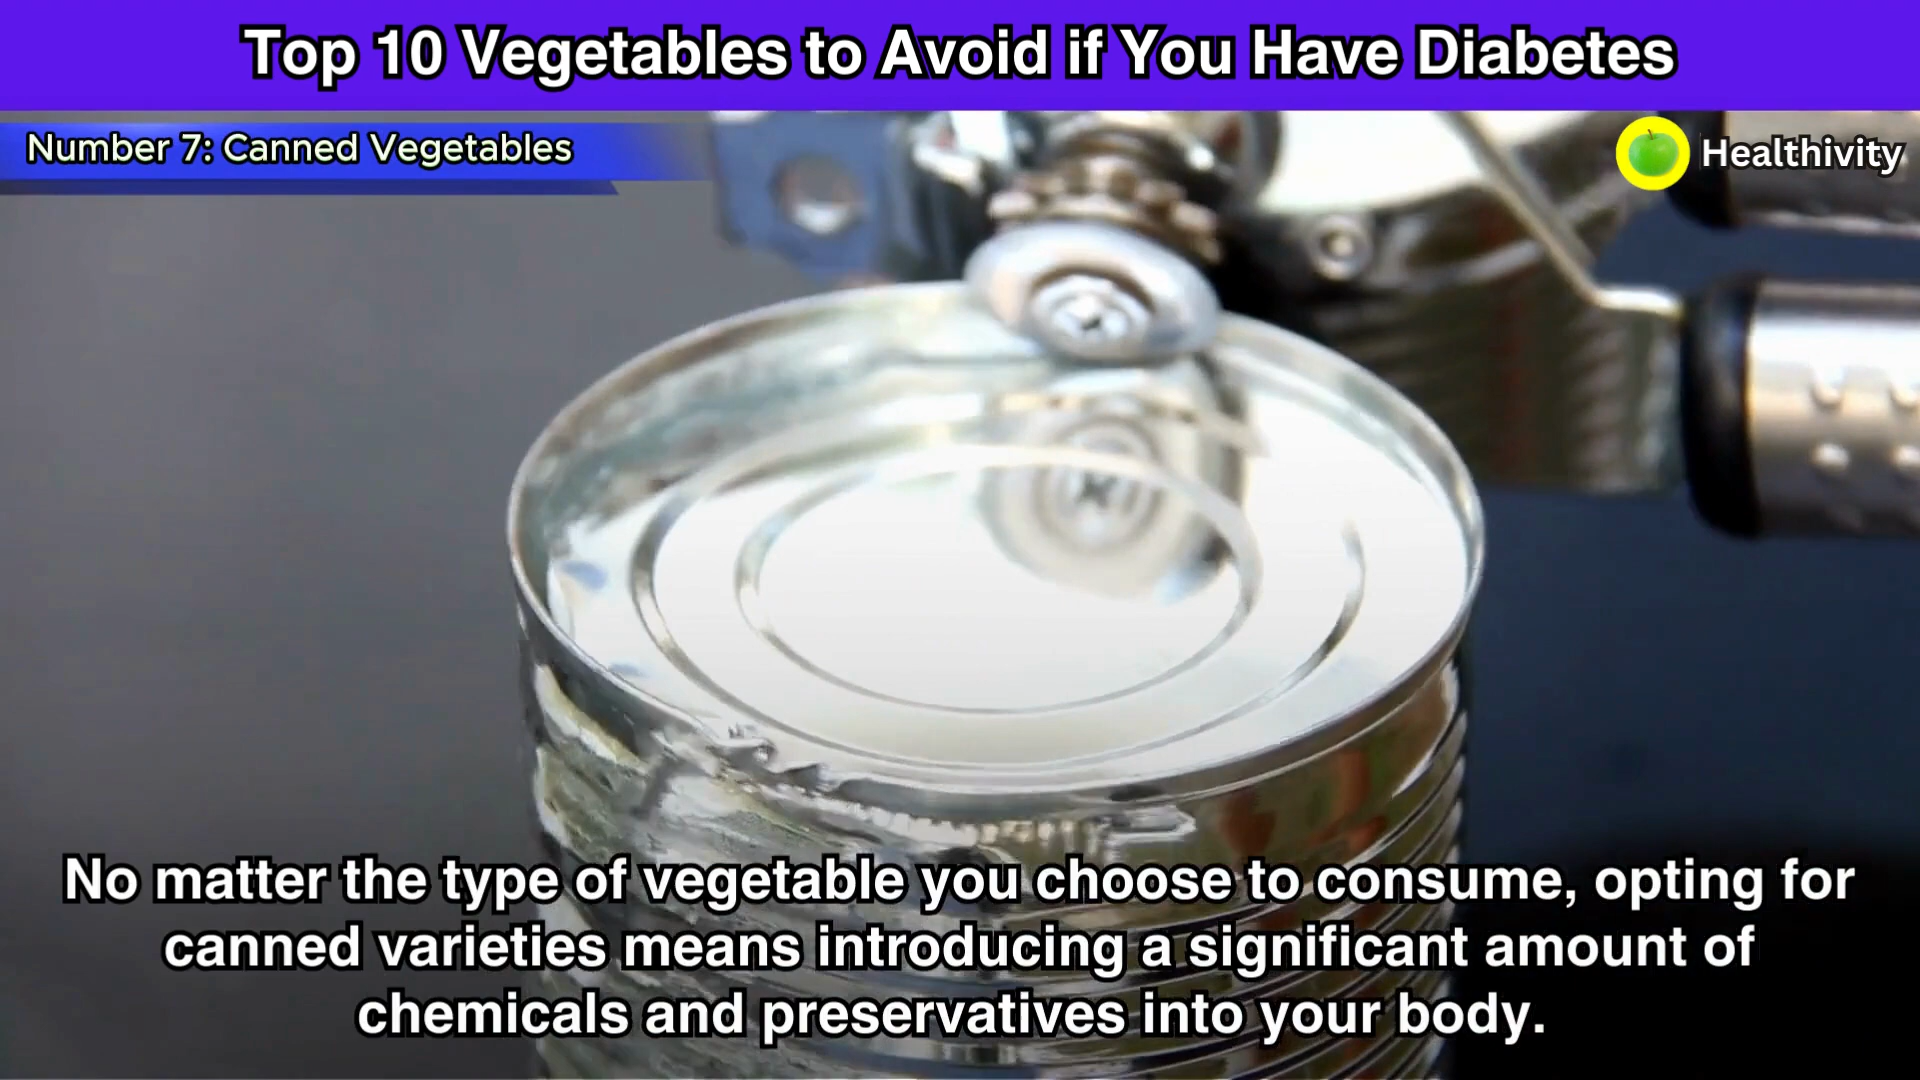 Top 10 Vegetables to Avoid if You Have Diabetes
Number 7: Canned Vegetables
Healthivity
No matter the type of vegetable you choose to consume, opting for
canned varieties means introducing a significant amount of
chemicals and preservatives into your body.